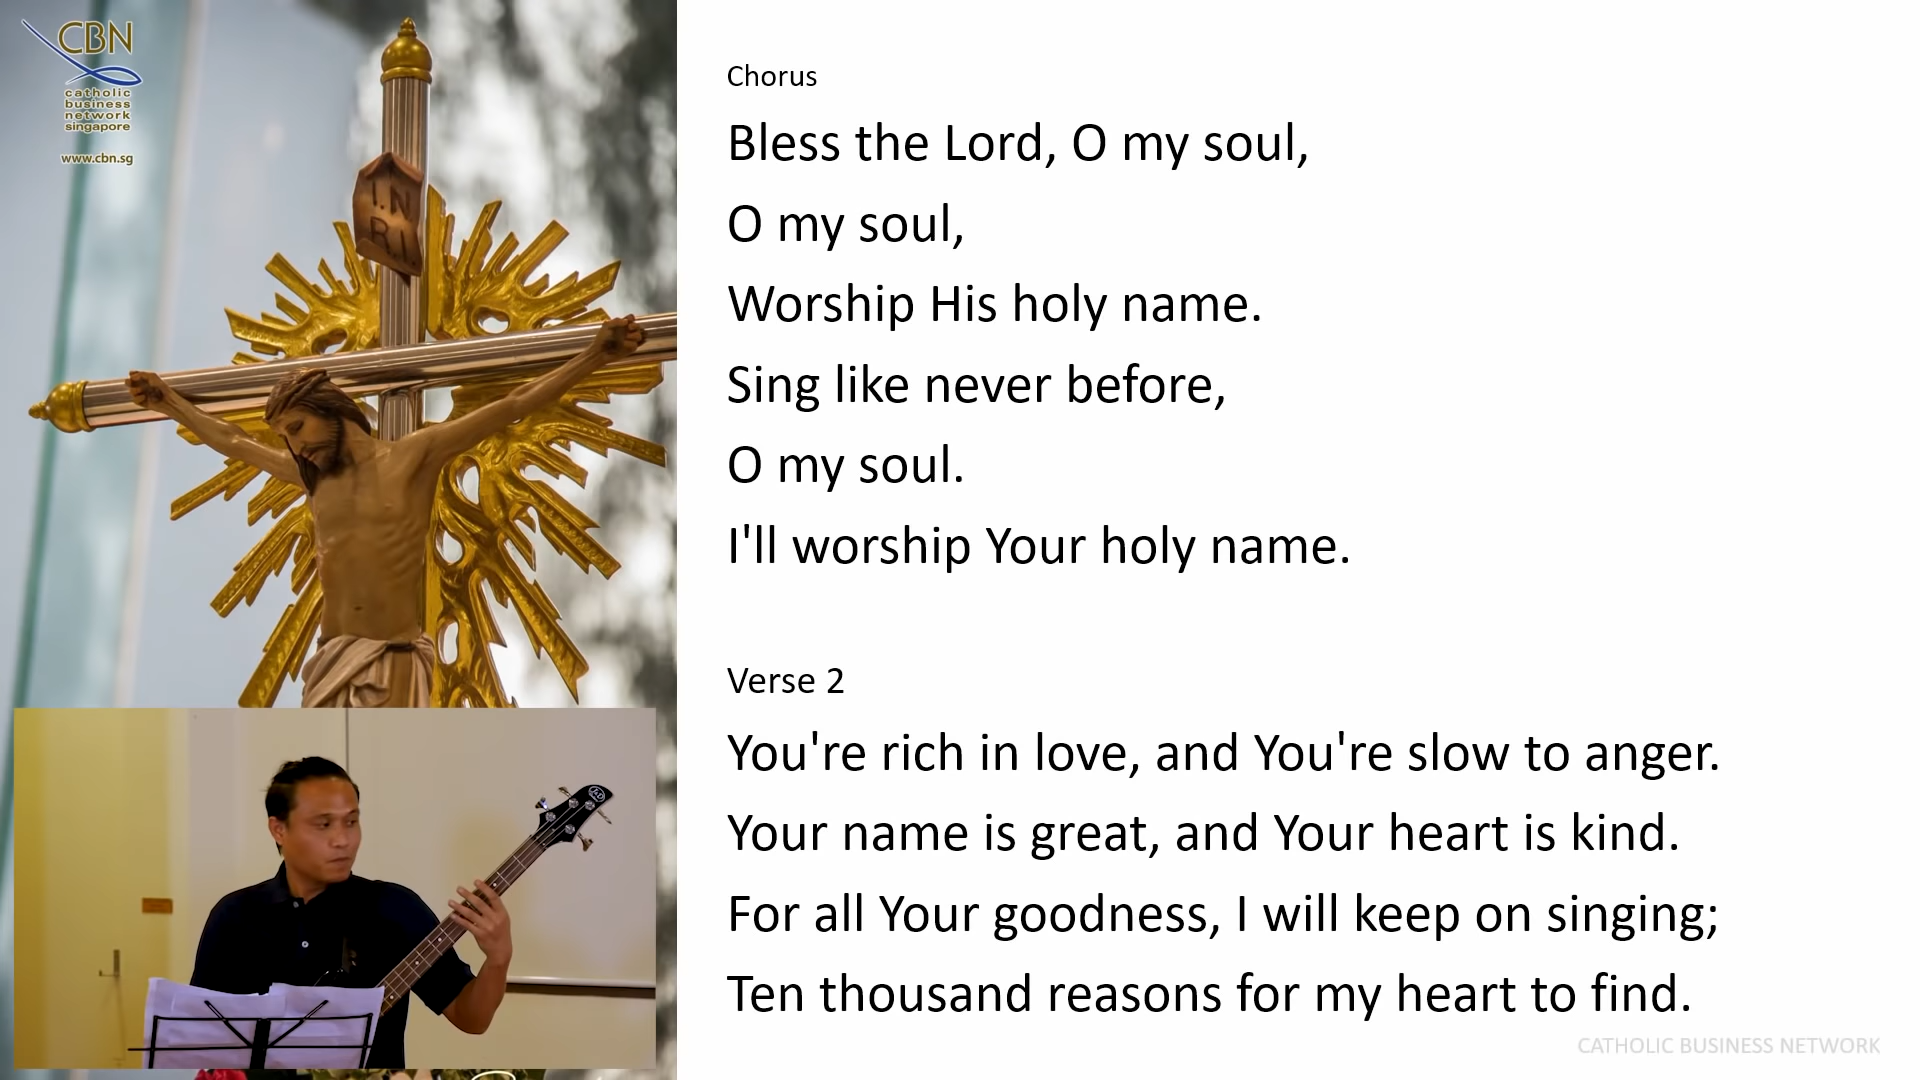 CBN
catholic
business
network
singapore
www.cbn.sg
I.N
R.I
Chorus
Bless the Lord, O my soul,
O my soul,
Worship His holy name.
Sing like never before,
O my soul.
I'll worship Your holy name.
Verse 2
You're rich in love, and You're slow to anger.
Your name is great, and Your heart is kind.
For all Your goodness, I will keep on singing;
Ten thousand reasons for my heart to find.
CATHOLIC BUSINESS NETWORK